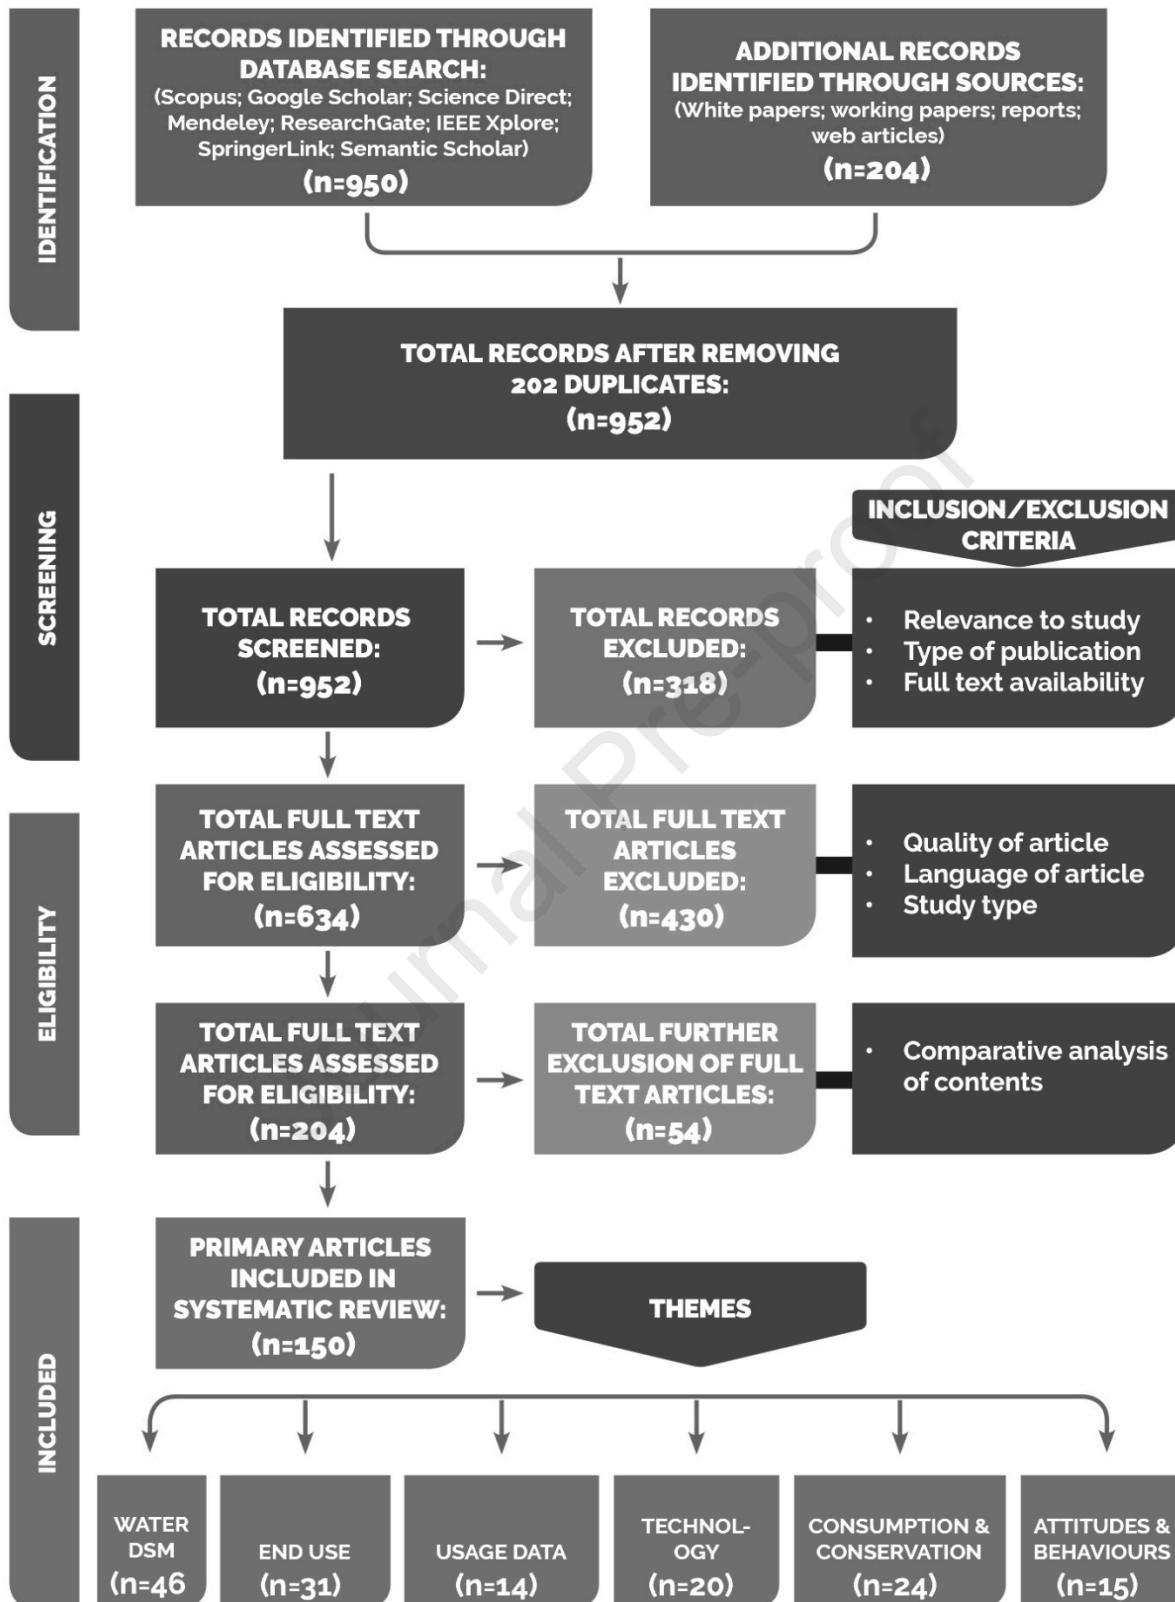 IDENTIFICATION
RECORDS IDENTIFIED THROUGH
DATABASE SEARCH:
(Scopus; Google Scholar; Science Direct;
Mendeley; ResearchGate; IEEE Xplore;
SpringerLink; Semantic Scholar)
(n=950)
ADDITIONAL RECORDS
IDENTIFIED THROUGH SOURCES:
(White papers; working papers; reports;
web articles)
(n=204)
TOTAL RECORDS AFTER REMOVING
202 DUPLICATES:
(n=952)
SCREENING
INCLUSION/EXCLUSION
CRITERIA
TOTAL RECORDS
SCREENED:
(n=952)
TOTAL RECORDS
EXCLUDED:
(n=318)
• Relevance to study
• Type of publication
• Full text availability
ELIGIBILITY
TOTAL FULL TEXT
ARTICLES ASSESSED
FOR ELIGIBILITY:
(n=634)
TOTAL FULL TEXT
ARTICLES
EXCLUDED:
(n=430)
• Quality of article
• Language of article
• Study type
TOTAL FULL TEXT
ARTICLES ASSESSED
FOR ELIGIBILITY:
(n=204)
TOTAL FURTHER
EXCLUSION OF FULL
TEXT ARTICLES:
(n=54)
• Comparative analysis
of contents
INCLUDED
PRIMARY ARTICLES
INCLUDED IN
SYSTEMATIC REVIEW:
(n=150)
THEMES
WATER
DSM
(n=46
END USE
(n=31)
USAGE DATA
(n=14)
TECHNOL-
OGY
(n=20)
CONSUMPTION &
CONSERVATION
(n=24)
ATTITUDES &
BEHAVIOURS
(n=15)
Journal Pre-proof